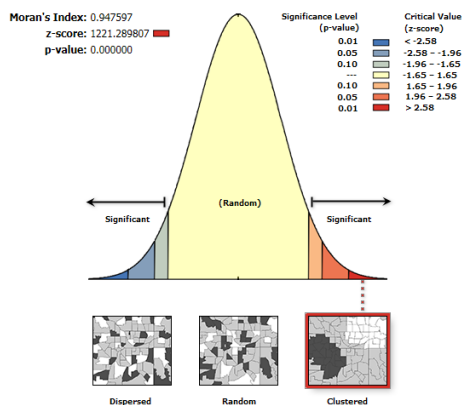 Moran's Index: 0.947597
z-score: 1221.289807
p-value: 0.000000
Significance Level Critical Value
(p-value) (z-score)
0.01 < -2.58
0.05 -2.58 – -1.96
0.10 -1.96 – -1.65
--- -1.65 – 1.65
0.10 1.65 – 1.96
0.05 1.96 – 2.58
0.01 > 2.58
(Random)
Significant Significant
Dispersed Random Clustered